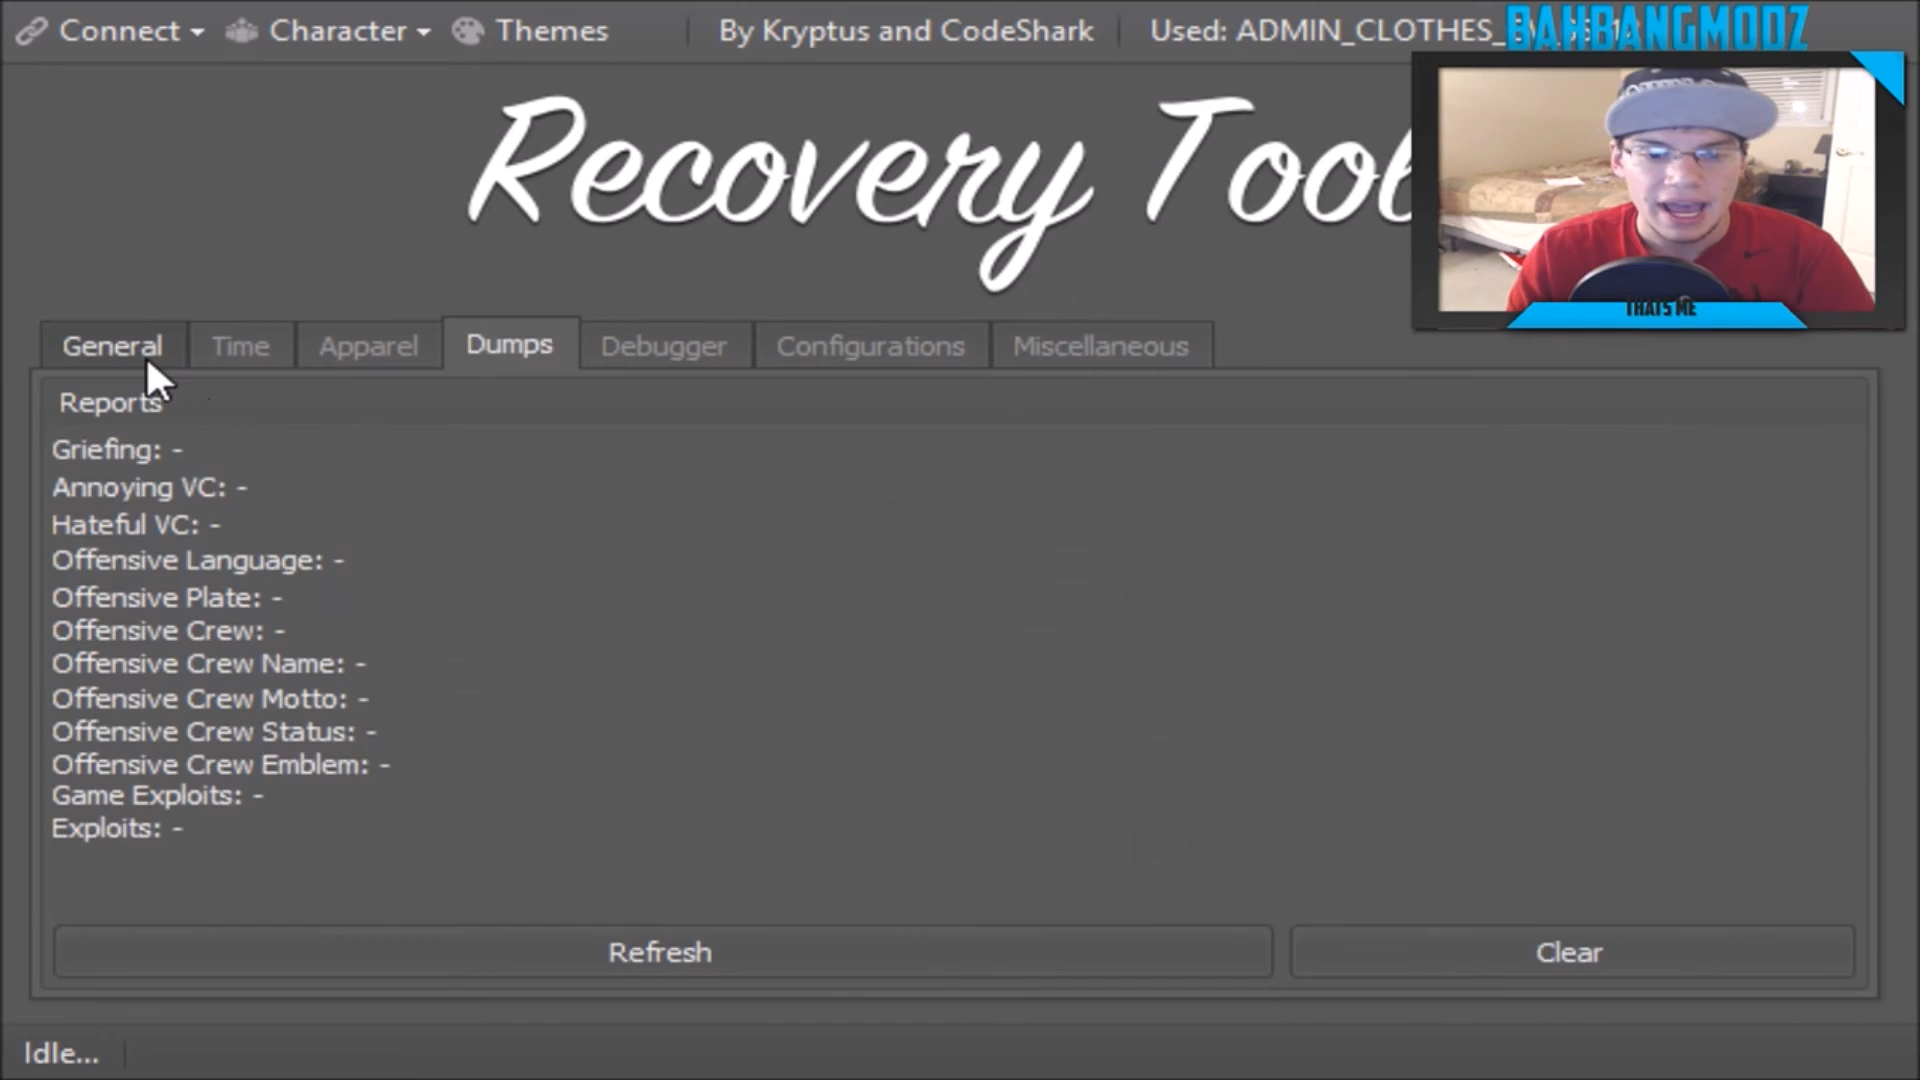 Connect Character Themes By Kryptus and CodeShark Used: ADMIN_CLOTHES_
BAHBANGMODZ
Recovery Tool
THATS ME
General Time Apparel Dumps Debugger Configurations Miscellaneous
Reports
Griefing: -
Annoying VC: -
Hateful VC: -
Offensive Language: -
Offensive Plate: -
Offensive Crew: -
Offensive Crew Name: -
Offensive Crew Motto: -
Offensive Crew Status: -
Offensive Crew Emblem: -
Game Exploits: -
Exploits: -
Refresh Clear
Idle...